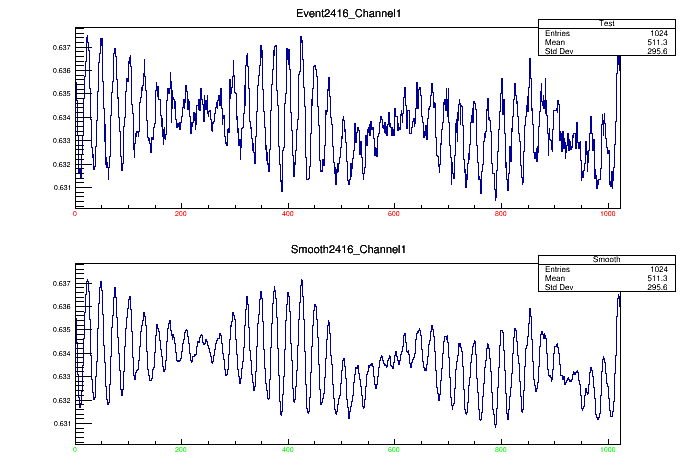 Event2416_Channel1
Test
Entries 1024
Mean 511.3
Std Dev 295.6
0.637
0.636
0.635
0.634
0.633
0.632
0.631
0 200 400 600 800 1000
Smooth2416_Channel1
Smooth
Entries 1024
Mean 511.3
Std Dev 295.6
0.637
0.636
0.635
0.634
0.633
0.632
0.631
0 200 400 600 800 1000